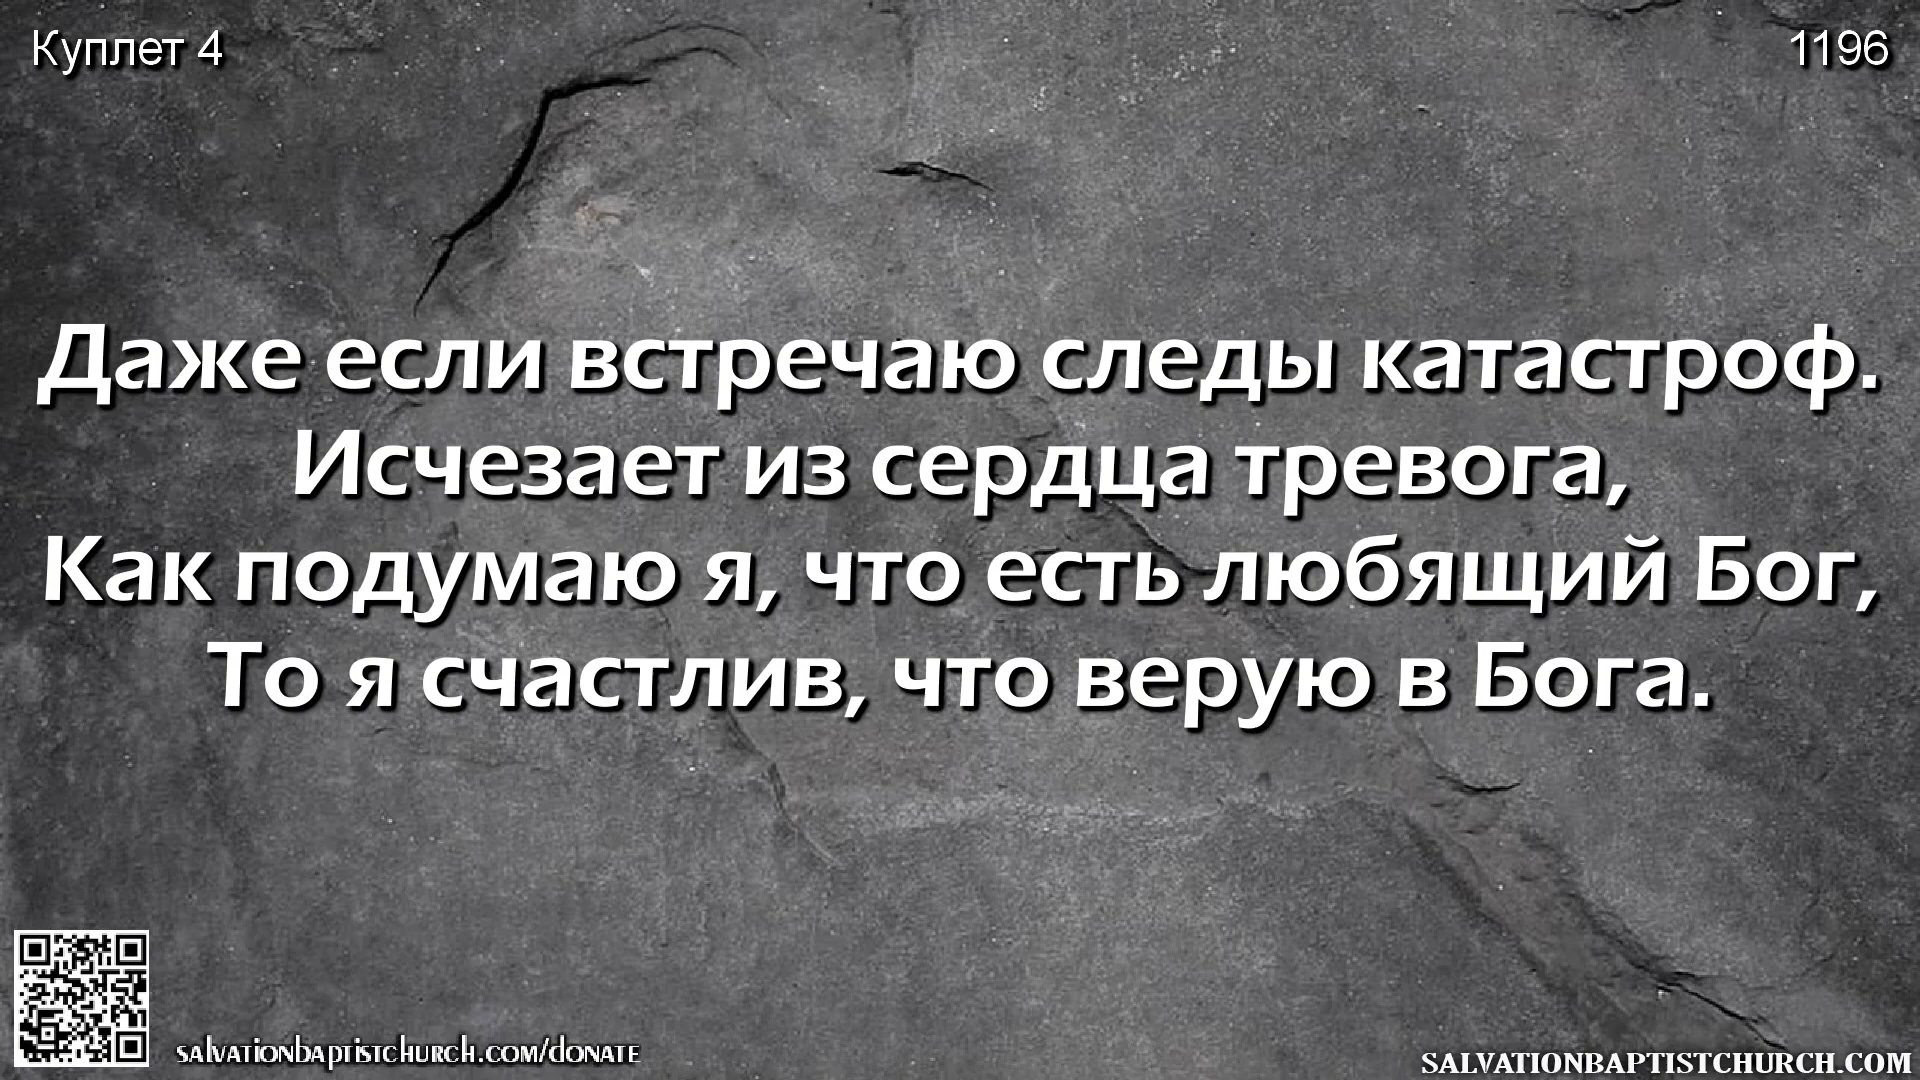 Куплет 4
1196
Даже если встречаю следы катастроф.
Исчезает из сердца тревога,
Как подумаю я, что есть любящий Бог,
То я счастлив, что верую в Бога.
salvationbaptistchurch.com/donate
SALVATIONBAPTISTCHURCH.COM